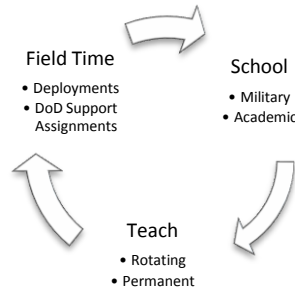 Field Time
• Deployments
• DoD Support
Assignments
School
• Military
• Academic
Teach
• Rotating
• Permanent